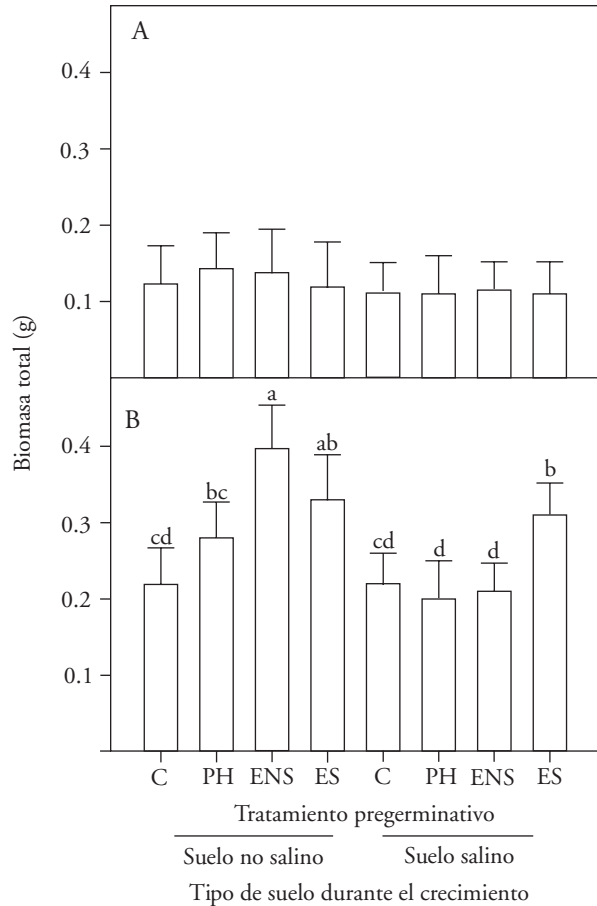 A
0.4
0.3
0.2
0.1
Biomasa total (g)
B
a
ab
b
bc
cd
cd
d
d
0.4
0.3
0.2
0.1
C PH ENS ES C PH ENS ES
Tratamiento pregerminativo
Suelo no salino Suelo salino
Tipo de suelo durante el crecimiento